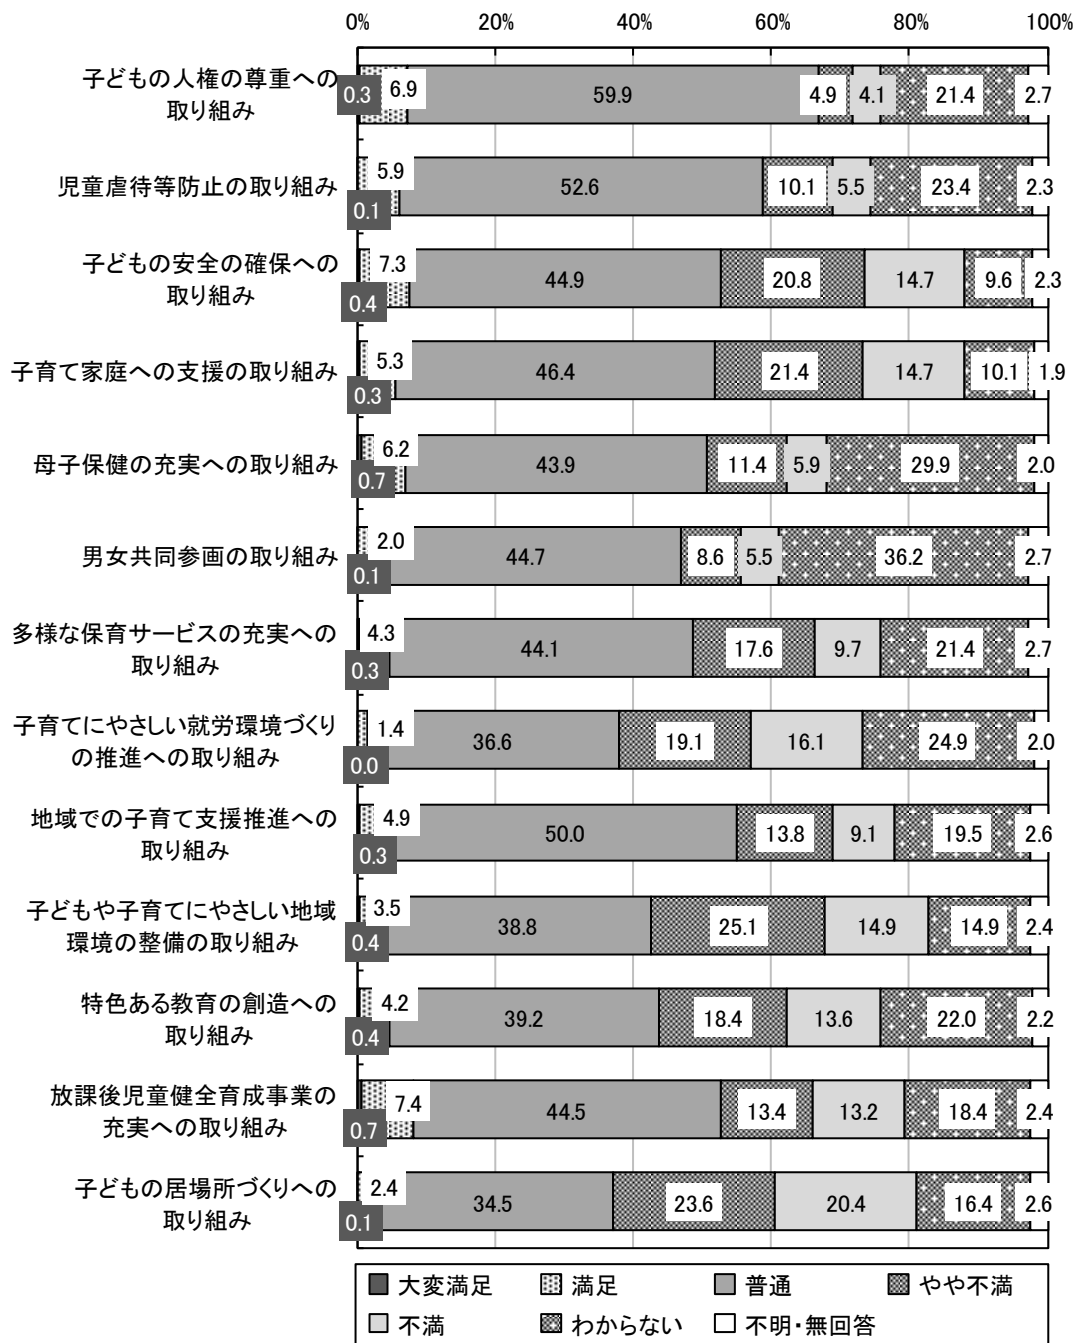 0% 20% 40% 60% 80% 100%
子どもの人権の尊重への
取り組み
0.3 6.9 59.9 4.9 4.1 21.4 2.7
児童虐待等防止の取り組み
0.1 5.9 52.6 10.1 5.5 23.4 2.3
子どもの安全の確保への
取り組み
0.4 7.3 44.9 20.8 14.7 9.6 2.3
子育て家庭への支援の取り組み
0.3 5.3 46.4 21.4 14.7 10.1 1.9
母子保健の充実への取り組み
0.7 6.2 43.9 11.4 5.9 29.9 2.0
男女共同参画の取り組み
0.1 2.0 44.7 8.6 5.5 36.2 2.7
多様な保育サービスの充実への
取り組み
0.3 4.3 44.1 17.6 9.7 21.4 2.7
子育てにやさしい就労環境づくり
の推進への取り組み
0.0 1.4 36.6 19.1 16.1 24.9 2.0
地域での子育て支援推進への
取り組み
0.3 4.9 50.0 13.8 9.1 19.5 2.6
子どもや子育てにやさしい地域
環境の整備の取り組み
0.4 3.5 38.8 25.1 14.9 14.9 2.4
特色ある教育の創造への
取り組み
0.4 4.2 39.2 18.4 13.6 22.0 2.2
放課後児童健全育成事業の
充実への取り組み
0.7 7.4 44.5 13.4 13.2 18.4 2.4
子どもの居場所づくりへの
取り組み
0.1 2.4 34.5 23.6 20.4 16.4 2.6
大変満足 満足 普通 やや不満
不満 わからない 不明・無回答